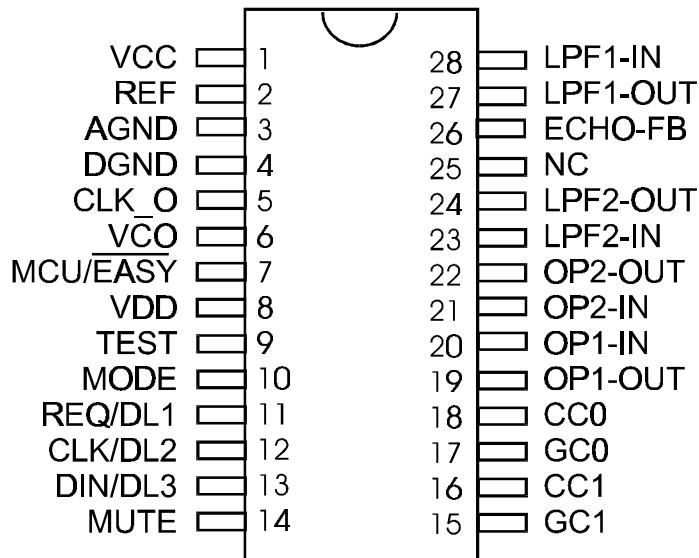 VCC 1 28 LPF1-IN
REF 2 27 LPF1-OUT
AGND 3 26 ECHO-FB
DGND 4 25 NC
CLK_O 5 24 LPF2-OUT
VCO 6 23 LPF2-IN
MCU/EASY 7 22 OP2-OUT
VDD 8 21 OP2-IN
TEST 9 20 OP1-IN
MODE 10 19 OP1-OUT
REQ/DL1 11 18 CC0
CLK/DL2 12 17 GC0
DIN/DL3 13 16 CC1
MUTE 14 15 GC1